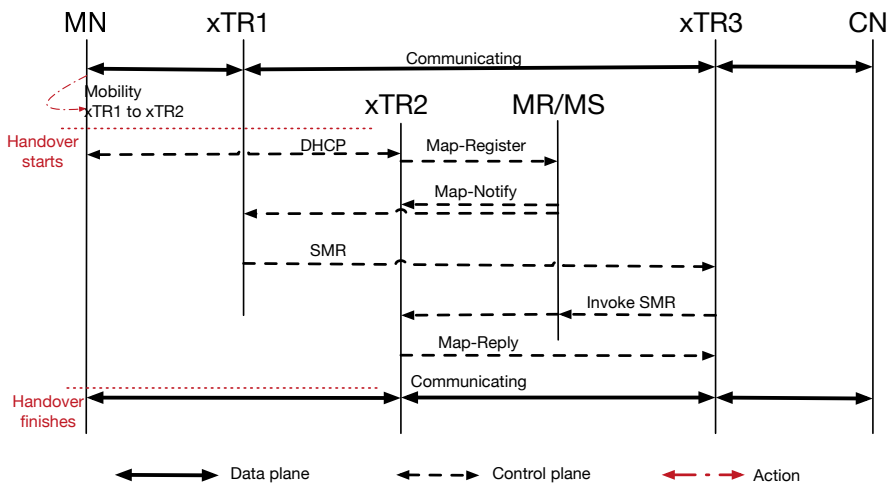 MN
xTR1
xTR3
CN
Communicating
Mobility
xTR1 to xTR2
xTR2
MR/MS
Handover
starts
DHCP
Map-Register
Map-Notify
SMR
Invoke SMR
Map-Reply
Communicating
Handover
finishes
Data plane
Control plane
Action